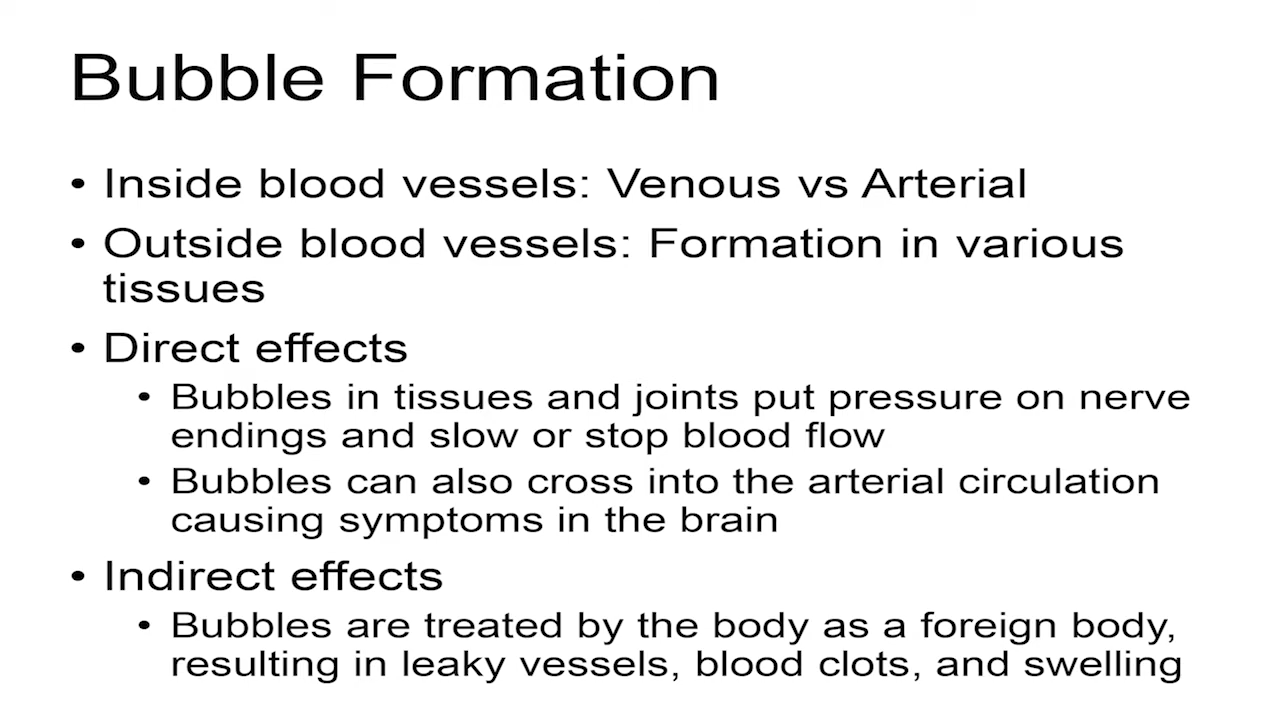 Bubble Formation
• Inside blood vessels: Venous vs Arterial
• Outside blood vessels: Formation in various
tissues
• Direct effects
• Bubbles in tissues and joints put pressure on nerve
endings and slow or stop blood flow
• Bubbles can also cross into the arterial circulation
causing symptoms in the brain
• Indirect effects
• Bubbles are treated by the body as a foreign body,
resulting in leaky vessels, blood clots, and swelling